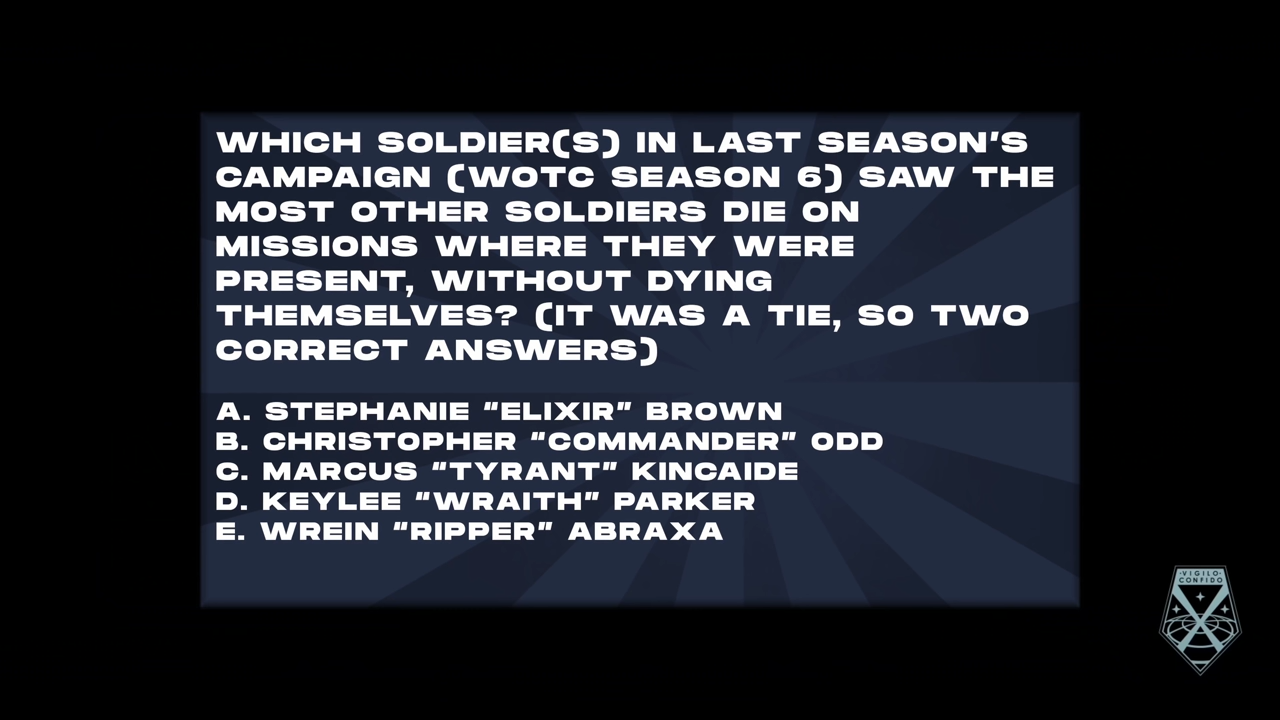 WHICH SOLDIER(S) IN LAST SEASON'S
CAMPAIGN (WOTC SEASON 6) SAW THE
MOST OTHER SOLDIERS DIE ON
MISSIONS WHERE THEY WERE
PRESENT, WITHOUT DYING
THEMSELVES? (IT WAS A TIE, SO TWO
CORRECT ANSWERS)
A. STEPHANIE "ELIXIR" BROWN
B. CHRISTOPHER "COMMANDER" ODD
C. MARCUS "TYRANT" KINCAIDE
D. KEYLEE "WRAITH" PARKER
E. WREIN "RIPPER" ABRAXA
·VIGILO·
CONFIDO